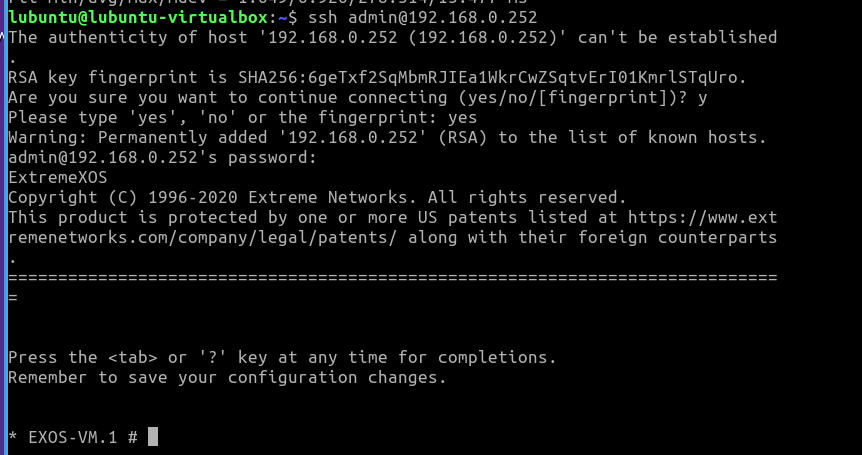 lubuntu@lubuntu-virtualbox:~$ ssh admin@192.168.0.252
The authenticity of host '192.168.0.252 (192.168.0.252)' can't be established
.
RSA key fingerprint is SHA256:6geTxf2SqMbmRJIEa1WkrCwZSqtvErI01KmrlSTqUro.
Are you sure you want to continue connecting (yes/no/[fingerprint])? y
Please type 'yes', 'no' or the fingerprint: yes
Warning: Permanently added '192.168.0.252' (RSA) to the list of known hosts.
admin@192.168.0.252's password:
ExtremeXOS
Copyright (C) 1996-2020 Extreme Networks. All rights reserved.
This product is protected by one or more US patents listed at https://www.ext
remenetworks.com/company/legal/patents/ along with their foreign counterparts
.
=============================================================================
=
Press the <tab> or '?' key at any time for completions.
Remember to save your configuration changes.
* EXOS-VM.1 #